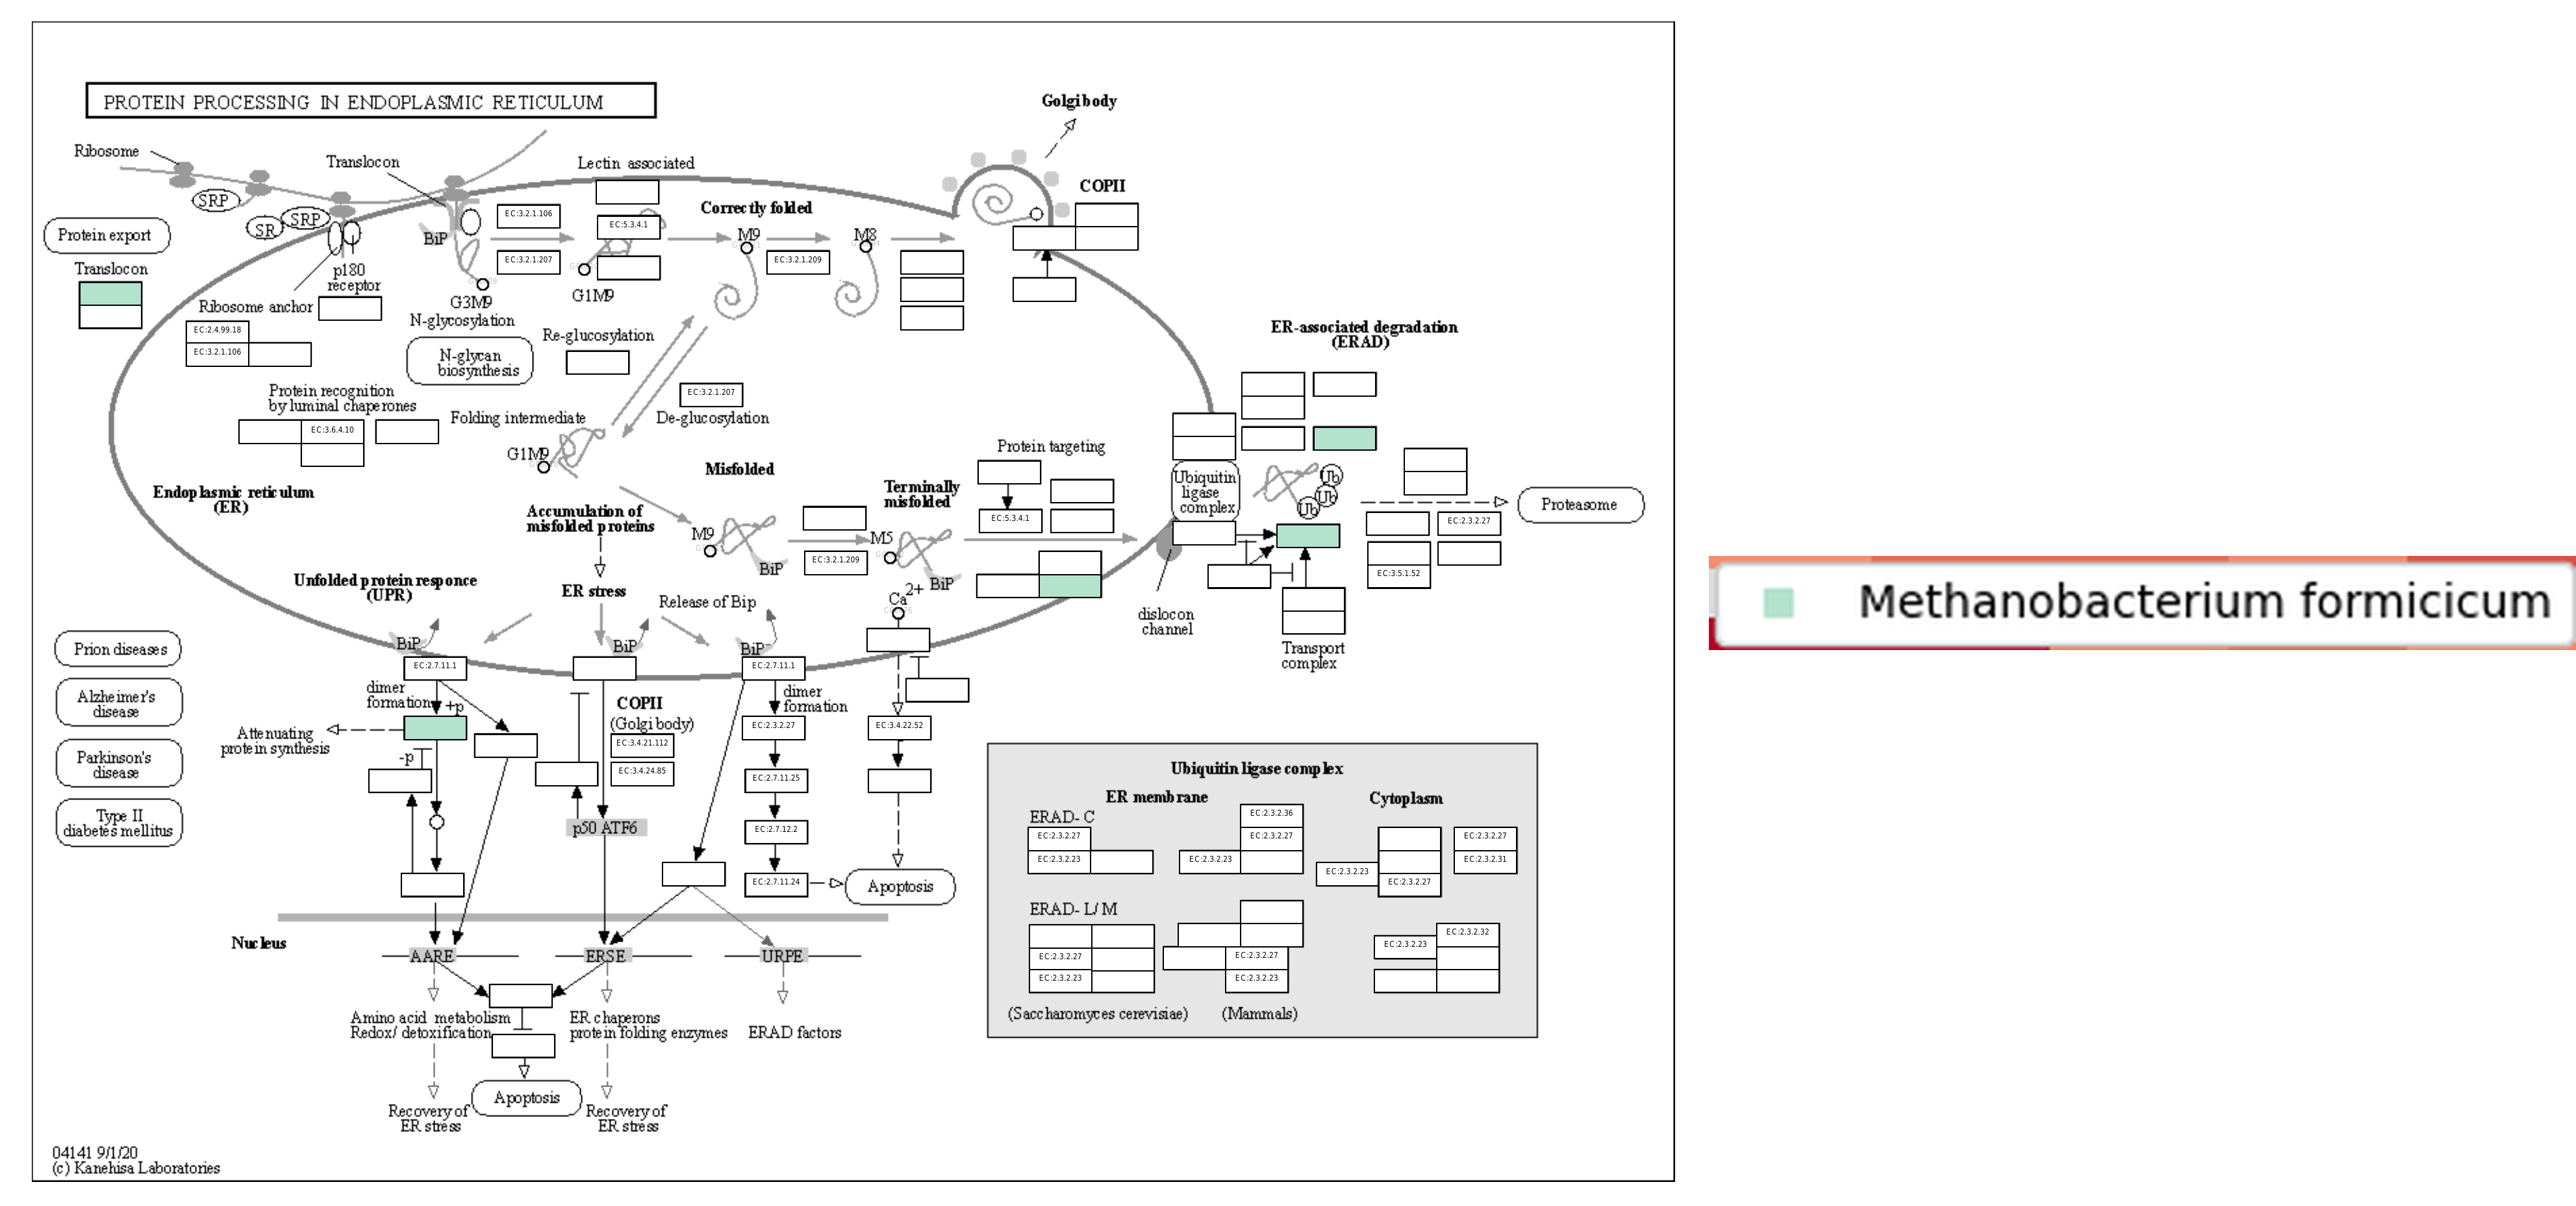 PROTEIN PROCESSING IN ENDOPLASMIC RETICULUM
Golgi body
Ribosome
Translocon
Lectin associated
COPII
SRP
SR
SRP
BiP
EC:3.2.1.106
EC:5.3.4.1
Correctly folded
M9
M8
Protein export
EC:3.2.1.207
EC:3.2.1.209
Translocon
p180
receptor
Ribosome anchor
G3M9
G1M9
N-glycosylation
EC:2.4.99.18
EC:3.2.1.106
N-glycan
biosynthesis
Re-glucosylation
ER-associated degradation
(ERAD)
Protein recognition
by luminal chaperones
EC:3.6.4.10
Folding intermediate
EC:3.2.1.207
De-glucosylation
G1M9
Misfolded
Protein targeting
Terminally
misfolded
Endoplasmic reticulum
(ER)
Accumulation of
misfolded proteins
M9
BiP
EC:3.2.1.209
M5
BiP
EC:5.3.4.1
Ubiquitin
ligase
complex
Ub
Ub
Ub
Proteasome
EC:2.3.2.27
EC:3.5.1.52
Unfolded protein responce
(UPR)
ER stress
Release of Bip
Ca2+
dislocon
channel
Transport
complex
Methanobacterium formicicum
Prion diseases
Alzheimer's
disease
Parkinson's
disease
Type II
diabetes mellitus
BiP
BiP
BiP
EC:2.7.11.1
EC:2.7.11.1
dimer
formation
+p
Attenuating
protein synthesis
-p
COPII
(Golgi body)
EC:3.4.21.112
EC:3.4.24.85
p50 ATF6
dimer
formation
EC:2.3.2.27
EC:2.7.11.25
EC:2.7.12.2
EC:2.7.11.24
EC:3.4.22.52
Apoptosis
Ubiquitin ligase complex
ER membrane
Cytoplasm
ERAD- C
EC:2.3.2.27
EC:2.3.2.23
EC:2.3.2.36
EC:2.3.2.27
EC:2.3.2.23
EC:2.3.2.23
EC:2.3.2.27
EC:2.3.2.27
EC:2.3.2.31
ERAD- L/ M
EC:2.3.2.27
EC:2.3.2.23
EC:2.3.2.27
EC:2.3.2.23
EC:2.3.2.23
EC:2.3.2.32
(Saccharomyces cerevisiae)
(Mammals)
Nucleus
AARE
ERSE
URPE
Amino acid metabolism
Redox/ detoxification
ER chaperons
protein folding enzymes
ERAD factors
Apoptosis
Recovery of
ER stress
Recovery of
ER stress
04141 9/1/20
(c) Kanehisa Laboratories